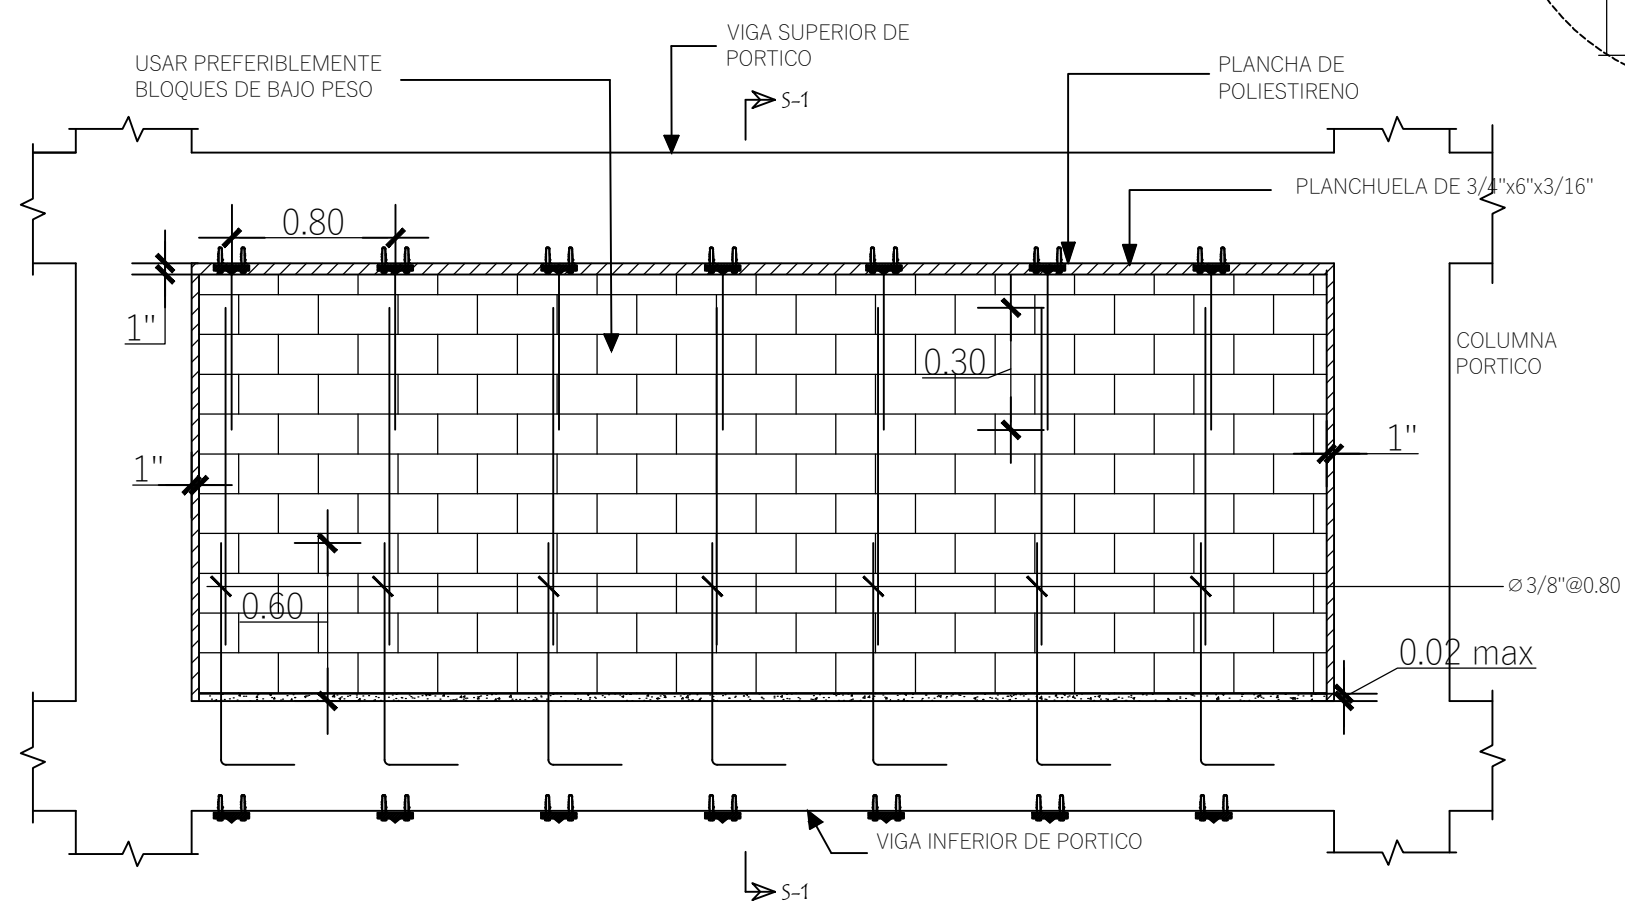 VIGA SUPERIOR DE
PORTICO
USAR PREFERIBLEMENTE
BLOQUES DE BAJO PESO
PLANCHA DE
POLIESTIRENO
S-1
PLANCHUELA DE 3/4"x6"x3/16"
0.80
1"
0.30
COLUMNA
PORTICO
1"
1"
0.60
∅3/8"@0.80
0.02 max
VIGA INFERIOR DE PORTICO
S-1